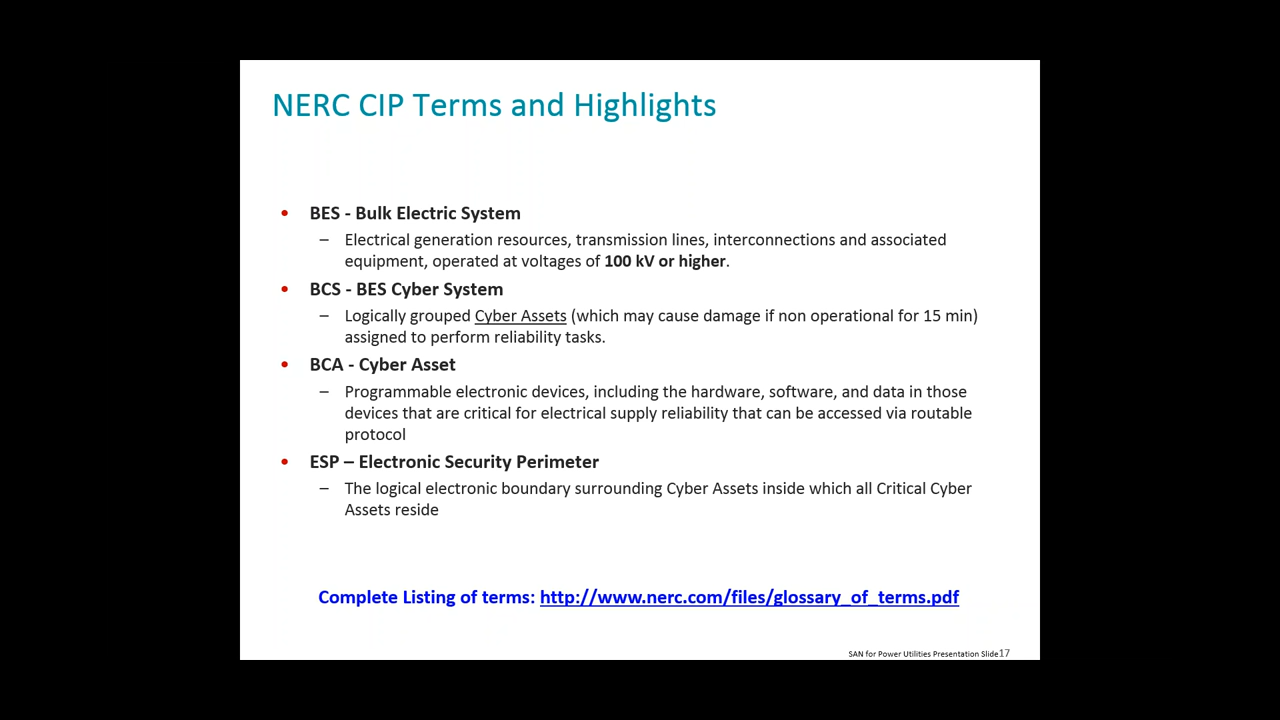 NERC CIP Terms and Highlights
• BES - Bulk Electric System
– Electrical generation resources, transmission lines, interconnections and associated
equipment, operated at voltages of 100 kV or higher.
• BCS - BES Cyber System
– Logically grouped Cyber Assets (which may cause damage if non operational for 15 min)
assigned to perform reliability tasks.
• BCA - Cyber Asset
– Programmable electronic devices, including the hardware, software, and data in those
devices that are critical for electrical supply reliability that can be accessed via routable
protocol
• ESP – Electronic Security Perimeter
– The logical electronic boundary surrounding Cyber Assets inside which all Critical Cyber
Assets reside
Complete Listing of terms: http://www.nerc.com/files/glossary_of_terms.pdf
SAN for Power Utilities Presentation Slide17